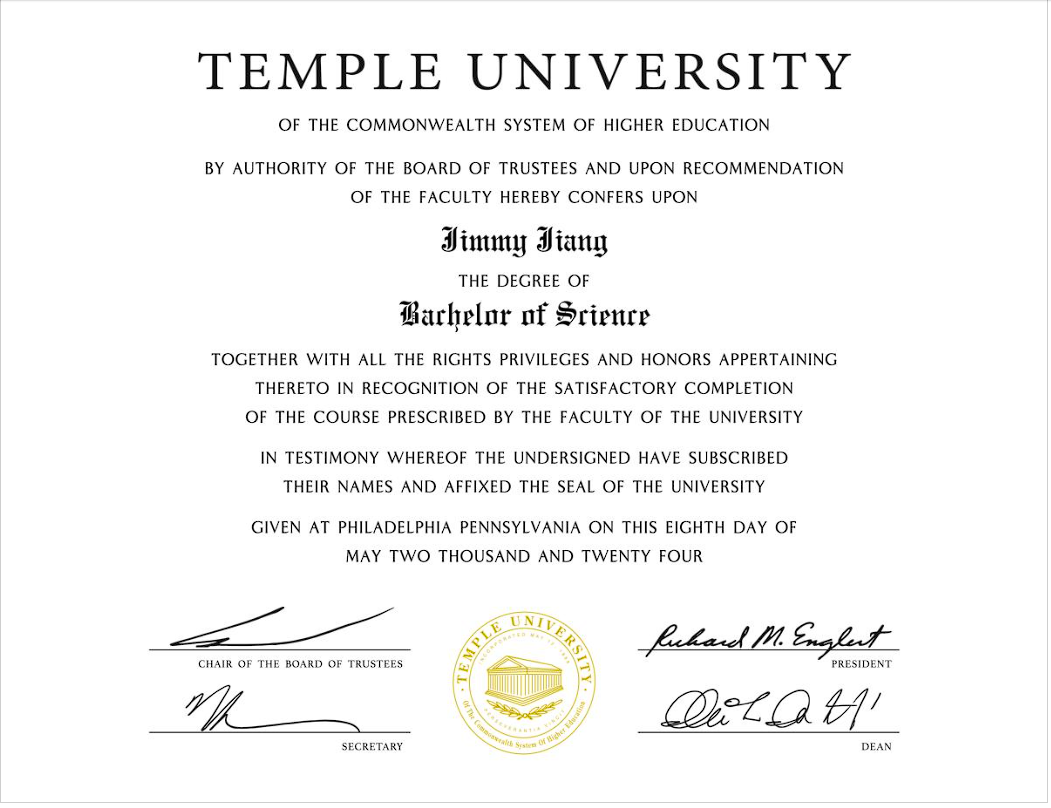 TEMPLE UNIVERSITY
OF THE COMMONWEALTH SYSTEM OF HIGHER EDUCATION
BY AUTHORITY OF THE BOARD OF TRUSTEES AND UPON RECOMMENDATION
OF THE FACULTY HEREBY CONFERS UPON
Jimmy Jiang
THE DEGREE OF
Bachelor of Science
TOGETHER WITH ALL THE RIGHTS PRIVILEGES AND HONORS APPERTAINING
THERETO IN RECOGNITION OF THE SATISFACTORY COMPLETION
OF THE COURSE PRESCRIBED BY THE FACULTY OF THE UNIVERSITY
IN TESTIMONY WHEREOF THE UNDERSIGNED HAVE SUBSCRIBED
THEIR NAMES AND AFFIXED THE SEAL OF THE UNIVERSITY
GIVEN AT PHILADELPHIA PENNSYLVANIA ON THIS EIGHTH DAY OF
MAY TWO THOUSAND AND TWENTY FOUR
CHAIR OF THE BOARD OF TRUSTEES
SECRETARY
TEMPLE UNIVERSITY
Of The Commonwealth System Of Higher Education
Richard M. Englert
PRESIDENT
DEAN